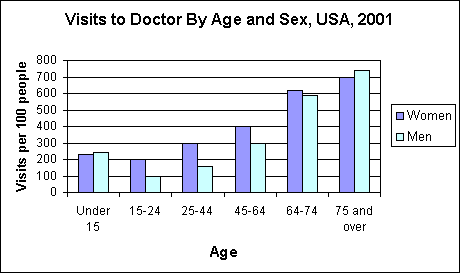 Visits to Doctor By Age and Sex, USA, 2001
Visits per 100 people
800
700
600
500
400
300
200
100
0
Under 15
15-24
25-44
45-64
64-74
75 and over
Age
Women
Men